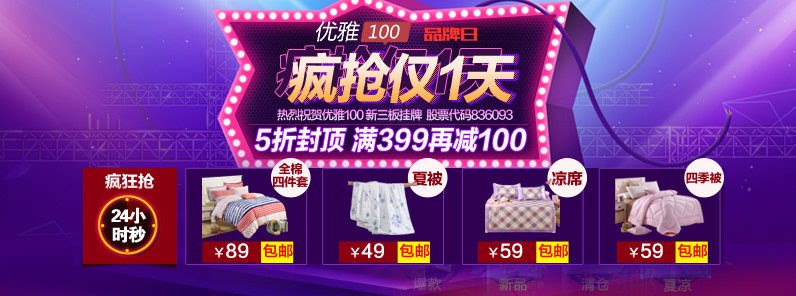 优雅 100 品牌日
疯抢仅1天
热烈祝贺优雅100 新三板挂牌 股票代码836093
5折封顶 满399再减100
疯狂抢
24小
时秒
全棉
四件套
¥89 包邮
夏被
¥49 包邮
凉席
¥59 包邮
四季被
¥59 包邮
爆款 新品 清仓 夏凉